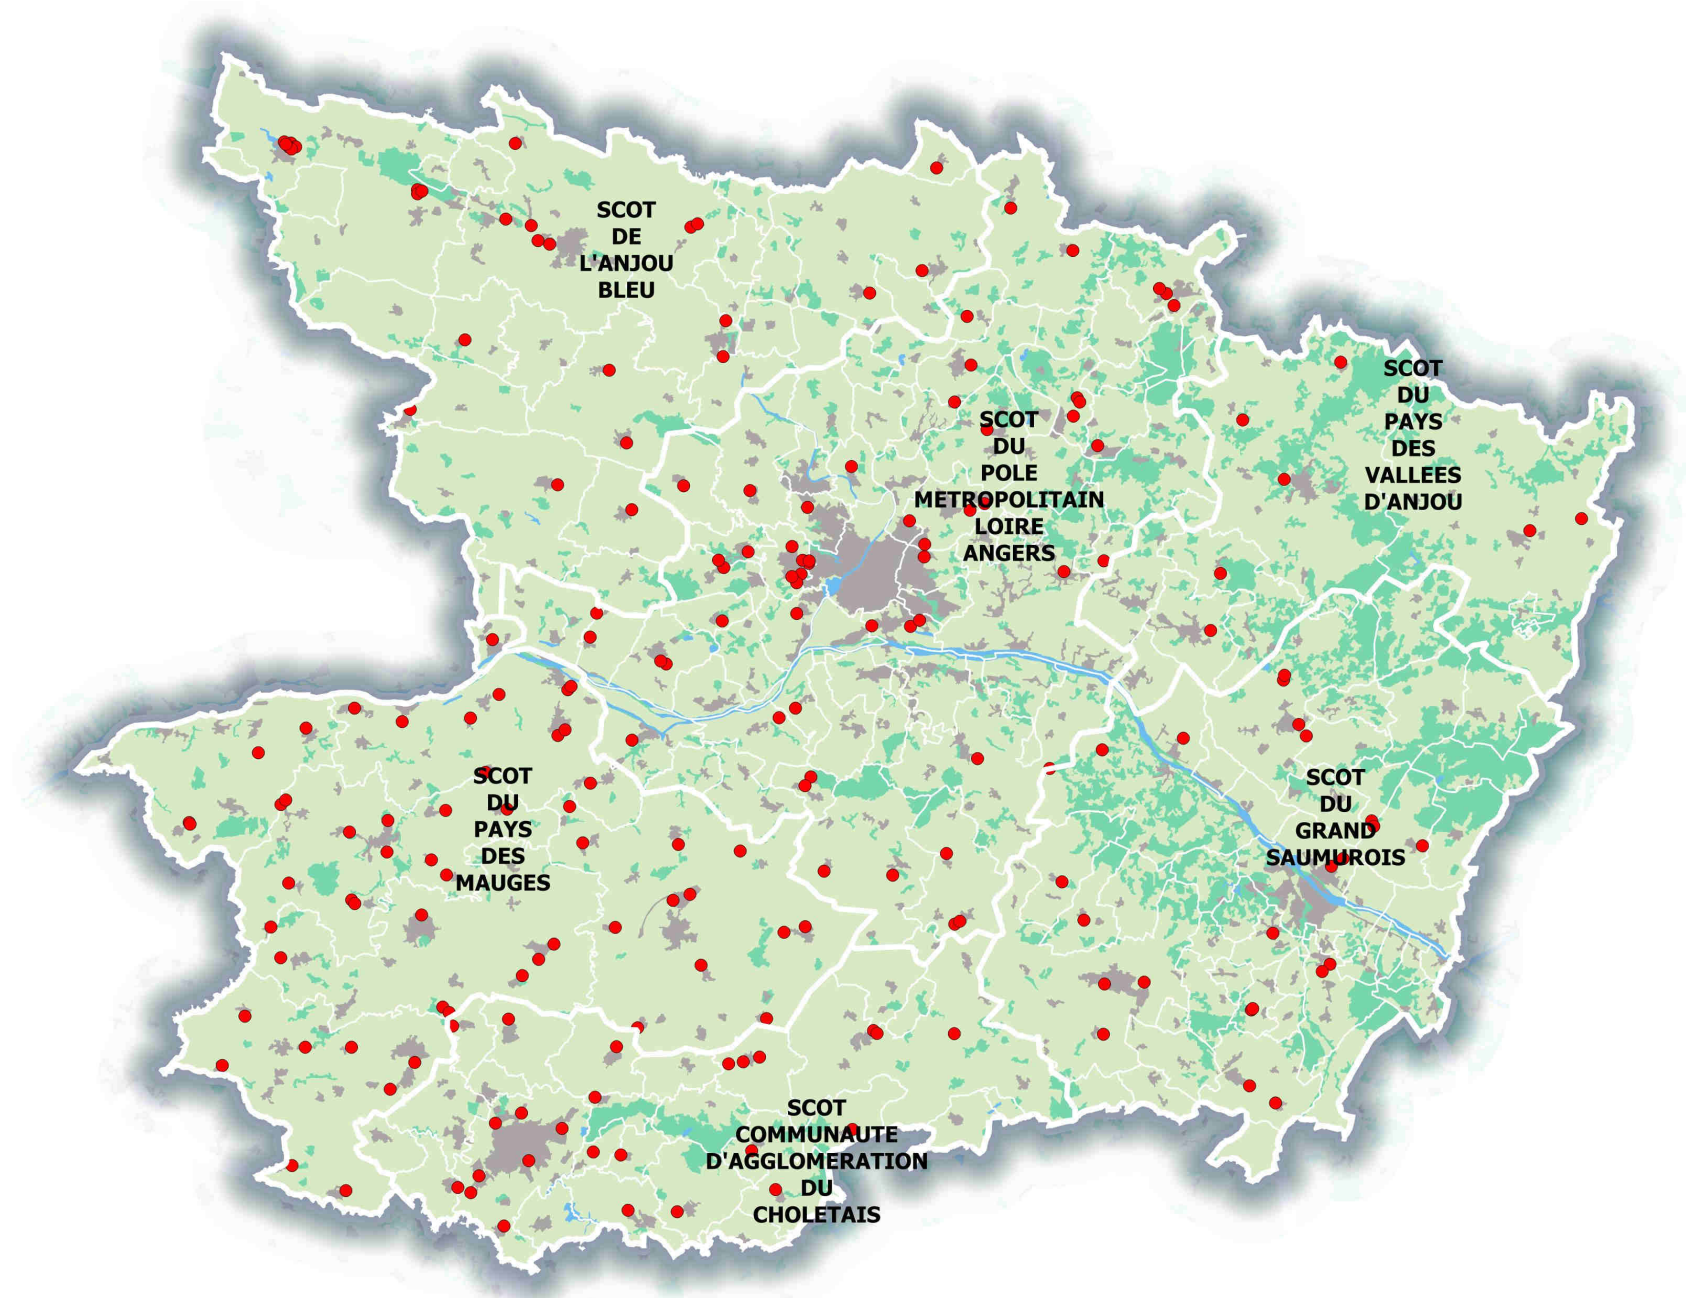 SCOT
DE
L'ANJOU
BLEU
SCOT
DU
PAYS
DES
VALLEES
D'ANJOU
SCOT
DU
POLE
METROPOLITAIN
LOIRE
ANGERS
SCOT
DU
PAYS
DES
MAUGES
SCOT
DU
GRAND
SAUMUROIS
SCOT
COMMUNAUTE
D'AGGLOMERATION
DU
CHOLETAIS